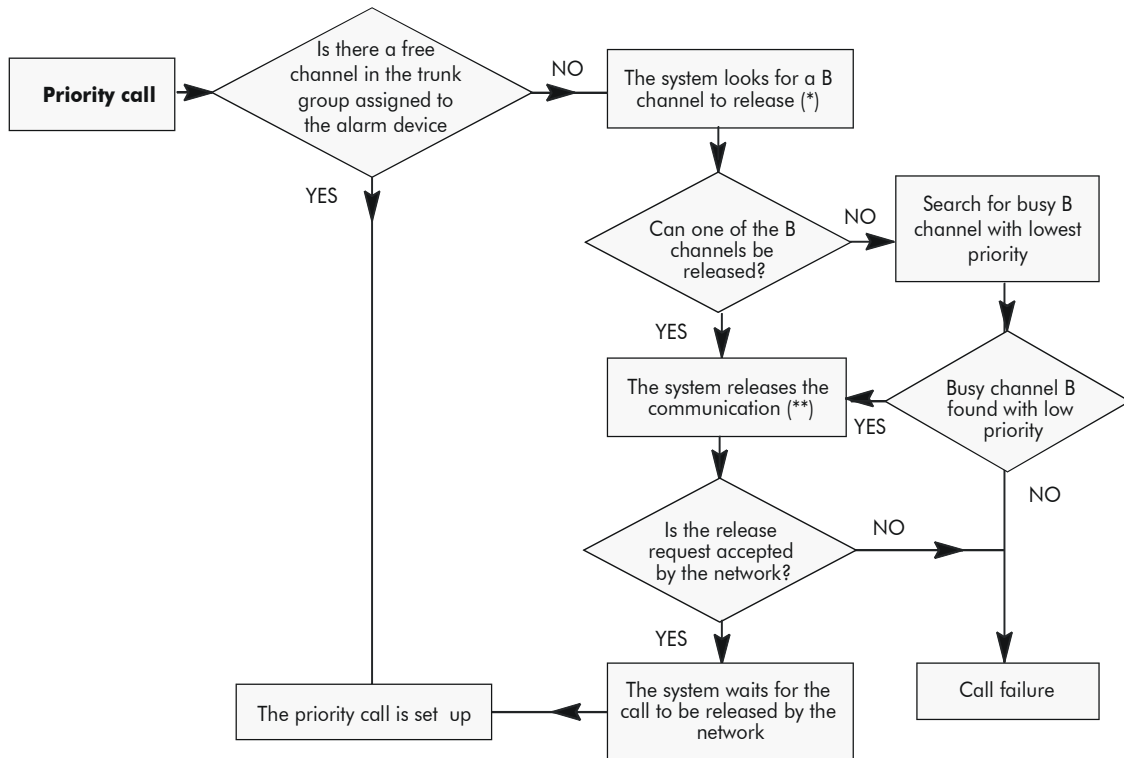 Priority call
Is there a free
channel in the trunk
group assigned to
the alarm device
NO
YES
The system looks for a B
channel to release (*)
Can one of the B
channels be
released?
NO
YES
Search for busy B
channel with lowest
priority
Busy channel B
found with low
priority
YES
NO
The system releases the
communication (**)
Is the release
request accepted
by the network?
NO
YES
The system waits for the
call to be released by the
network
The priority call is set up
Call failure